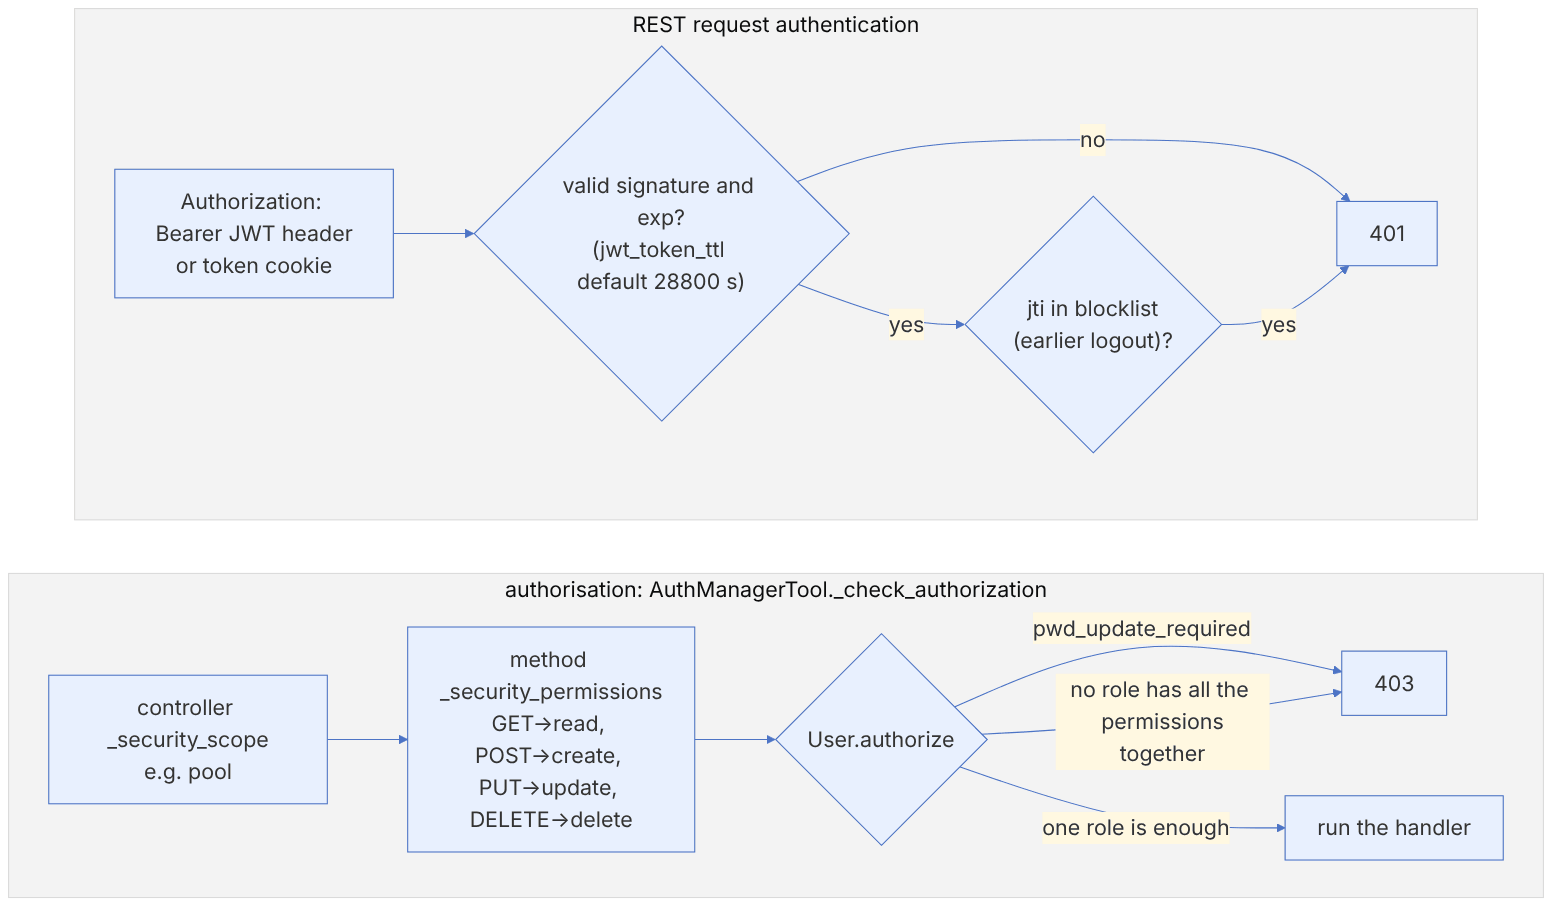 REST request authentication
Authorization:
Bearer JWT header
or token cookie
valid signature and
exp?
(jwt_token_ttl
default 28800 s)
no
yes
jti in blocklist
(earlier logout)?
yes
401
authorisation: AuthManagerTool._check_authorization
controller
_security_scope
e.g. pool
method
_security_permissions
GET→read,
POST→create,
PUT→update,
DELETE→delete
User.authorize
pwd_update_required
no role has all the
permissions
together
one role is enough
403
run the handler